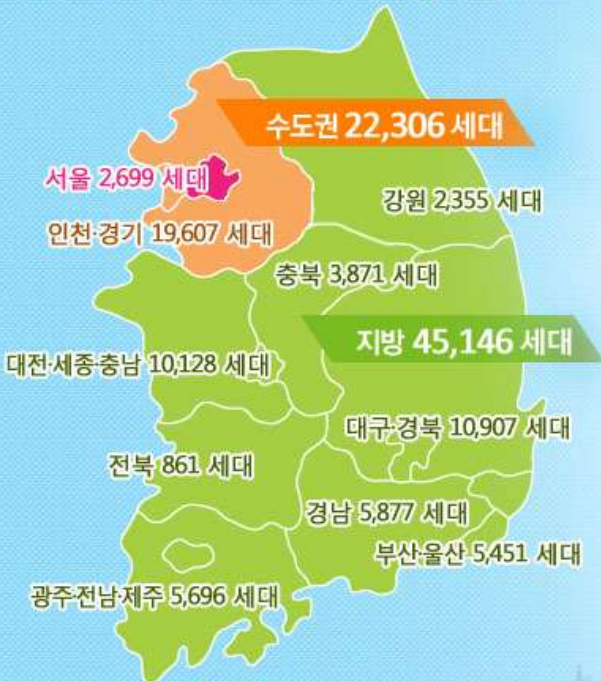 수도권 22,306 세대
서울 2,699 세대
강원 2,355 세대
인천·경기 19,607 세대
충북 3,871 세대
지방 45,146 세대
대전·세종·충남 10,128 세대
대구·경북 10,907 세대
전북 861 세대
경남 5,877 세대
부산·울산 5,451 세대
광주·전남·제주 5,696 세대